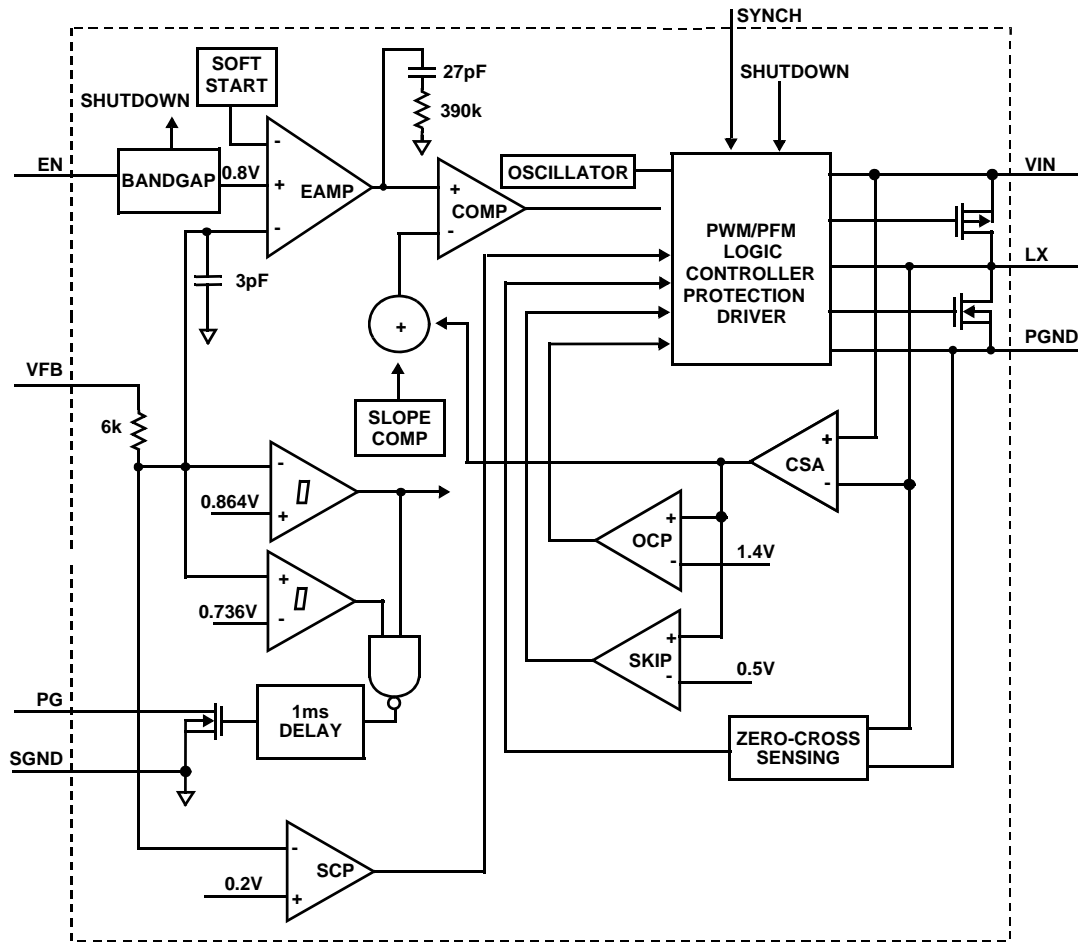 SYNCH
SOFT
START
27pF
SHUTDOWN
SHUTDOWN
390k
-
EN
BANDGAP
0.8V
+
EAMP
OSCILLATOR
VIN
+
COMP
-
-
PWM/PFM
LOGIC
CONTROLLER
PROTECTION
DRIVER
LX
3pF
+
PGND
VFB
6k
SLOPE
COMP
+
CSA
-
-
0.864V
+
+
OCP
-
1.4V
+
0.736V
-
+
SKIP
-
0.5V
PG
1ms
DELAY
ZERO-CROSS
SENSING
SGND
-
SCP
0.2V
+